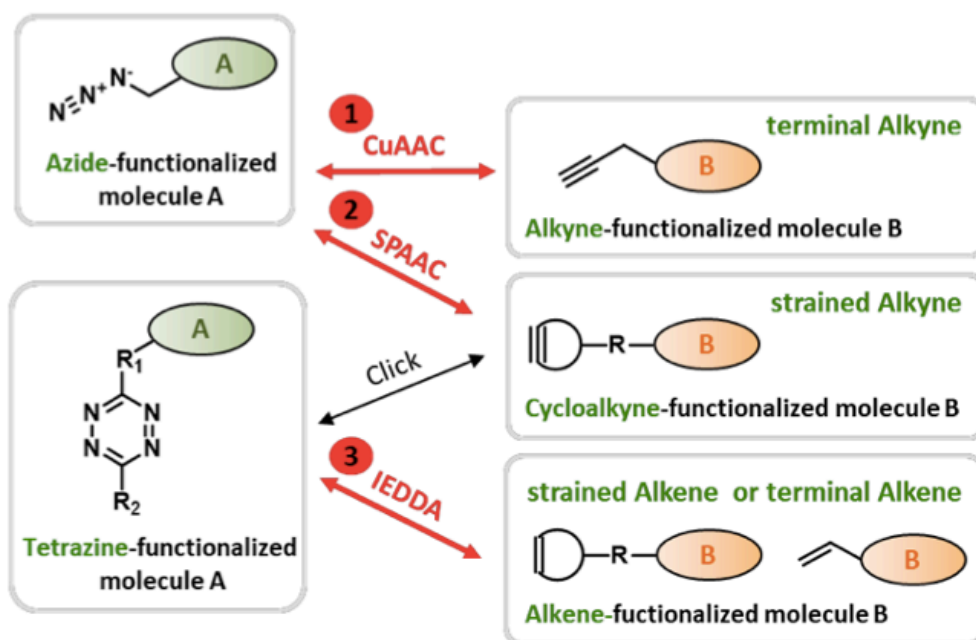 A
N≡N⁺N⁻
Azide-functionalized
molecule A
1
CuAAC
2
SPAAC
terminal Alkyne
B
Alkyne-functionalized molecule B
A
R₁
N N
N N
R₂
Tetrazine-functionalized
molecule A
Click
3
IEDDA
strained Alkyne
R B
Cycloalkyne-functionalized molecule B
strained Alkene or terminal Alkene
R B B
Alkene-fuctionalized molecule B